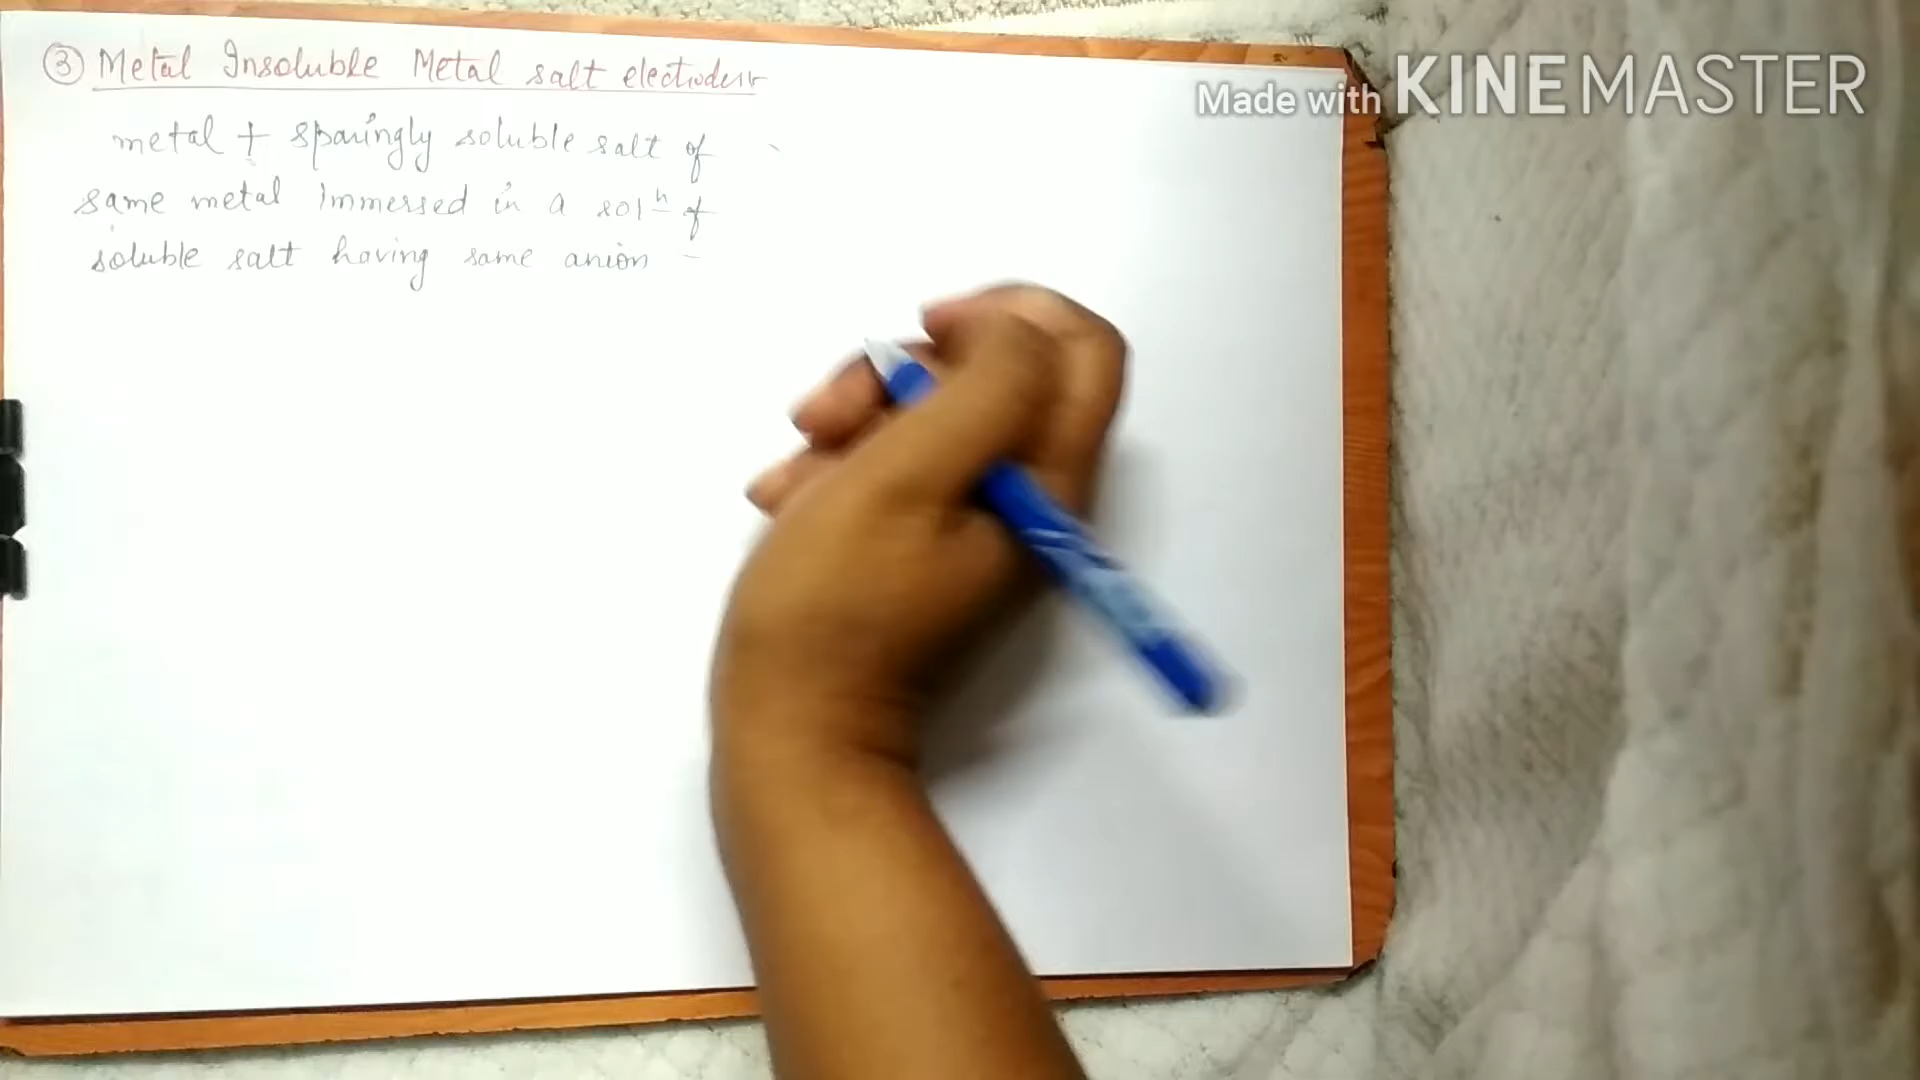 ③ Metal Insoluble Metal salt electrodes:-
metal + sparingly soluble salt of
same metal immersed in a solⁿ of
soluble salt having same anion -
Made with KINEMASTER